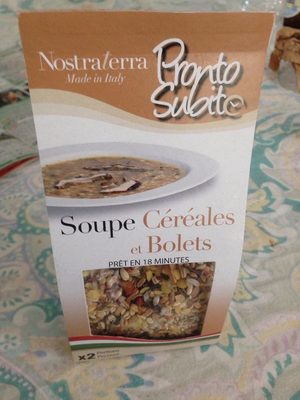 Nostraterra
Made in Italy
Pronto
Subito
Soupe Céréales
et Bolets
PRÊT EN 18 MINUTES
x2